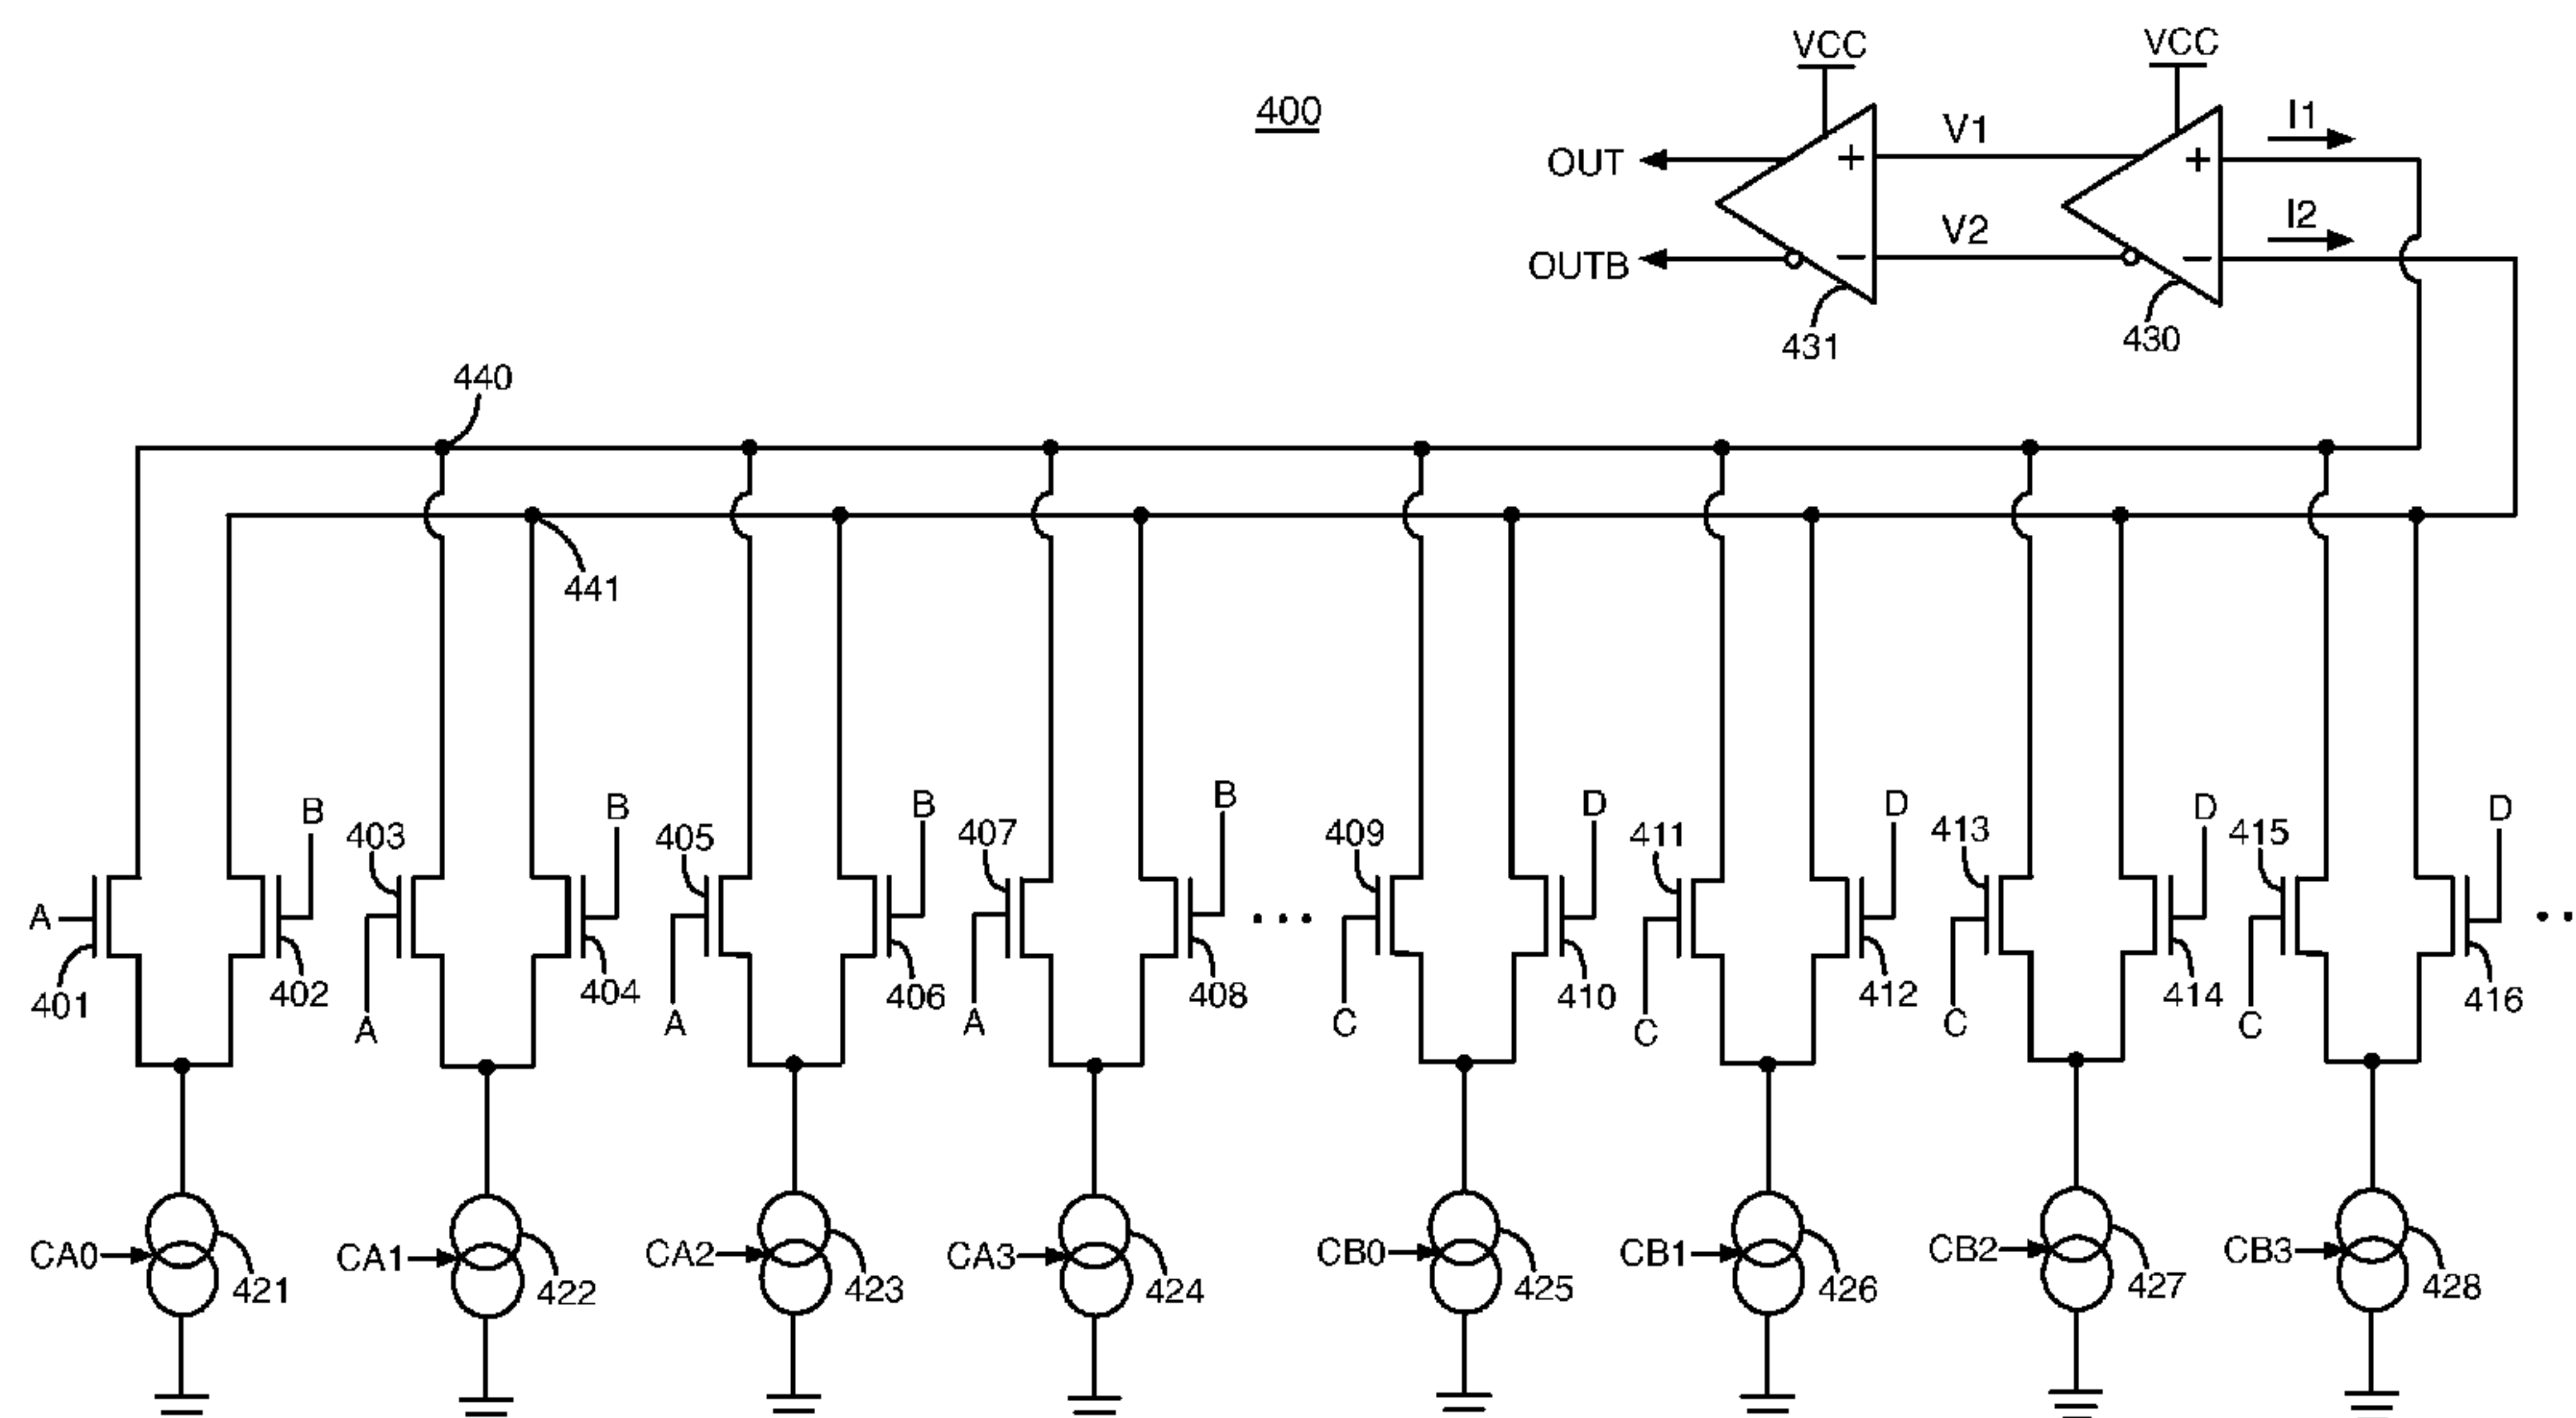 VCC VCC
400
I1
V1
OUT + +
I2
V2
OUTB − −
431 430
440
441
B B B B D D D D
403 405 407 409 411 413 415
A
401 402 404 406 408 ... 410 412 414 416 ..
A A A C C C C
CA0 421 CA1 422 CA2 423 CA3 424 CB0 425 CB1 426 CB2 427 CB3 428